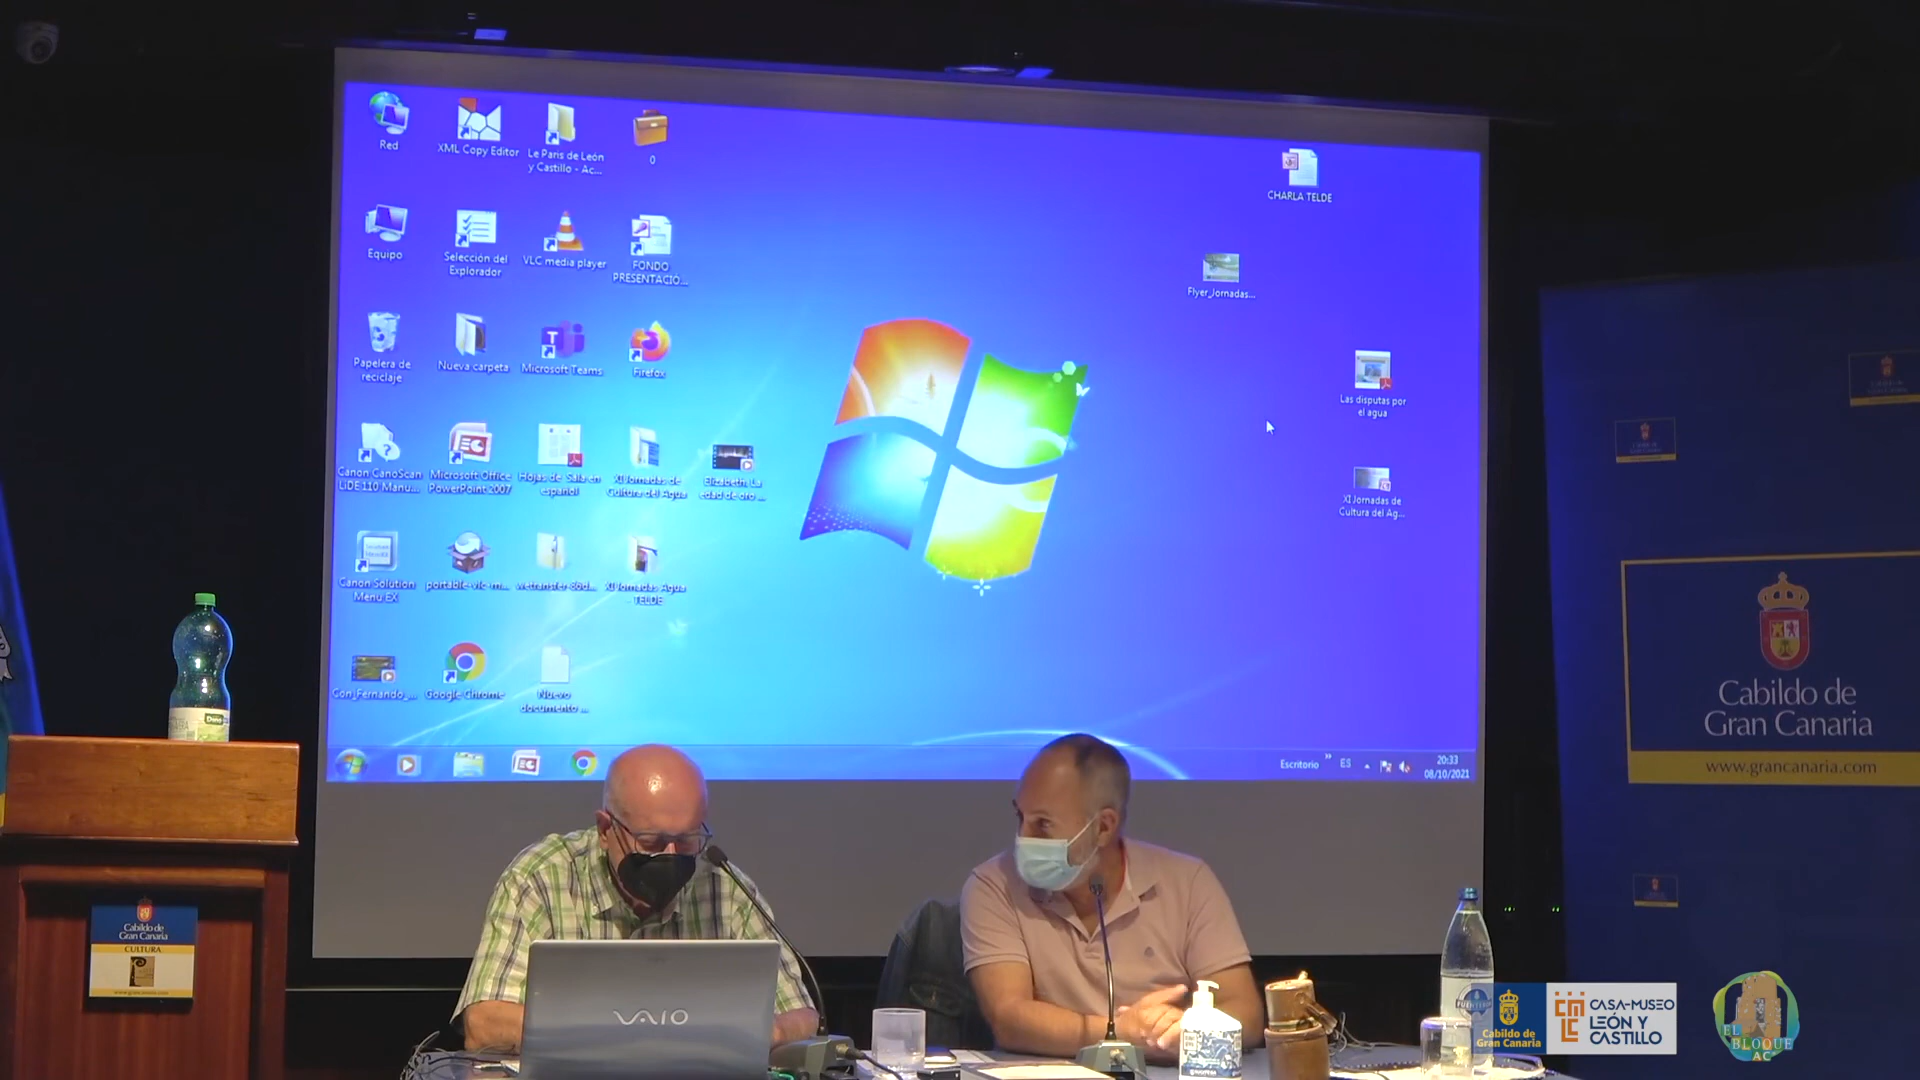 Red
XML Copy Editor
Le Paris de León
y Castillo - Ac...
0
CHARLA TELDE
Equipo
Selección del
Explorador
VLC media player
FONDO
PRESENTACIÓ...
Flyer_Jornadas...
Papelera de
reciclaje
Nueva carpeta
Microsoft Teams
Firefox
Las disputas por
el agua
Canon CanoScan
LiDE 110 Manu...
Microsoft Office
PowerPoint 2007
Hojas de Sala en
español
XI Jornadas de
Cultura del Agua
Elizabeth. La
edad de oro ...
XI Jornadas de
Cultura del Ag...
Canon Solution
Menu EX
portable-vlc-m...
wetransfer-86d...
XI Jornadas Agua
TELDE
Con_Fernando_...
Google Chrome
Nuevo
documento ...
Escritorio
»
ES
20:33
08/10/2021
Cabildo de
Gran Canaria
www.grancanaria.com
Cabildo de
Gran Canaria
CULTURA
VAIO
Cabildo de
Gran Canaria
CASA-MUSEO
LEÓN Y
CASTILLO
EL
BLOQUE
AC